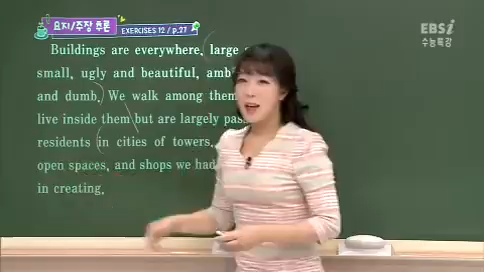 요지/주장 추론
EXERCISES 12 / p.27
EBSi
수능특강
Buildings are everywhere, large
small, ugly and beautiful,
and dumb. We walk among them
live inside them but are largely
residents in cities of towers,
open spaces, and shops we had
in creating.